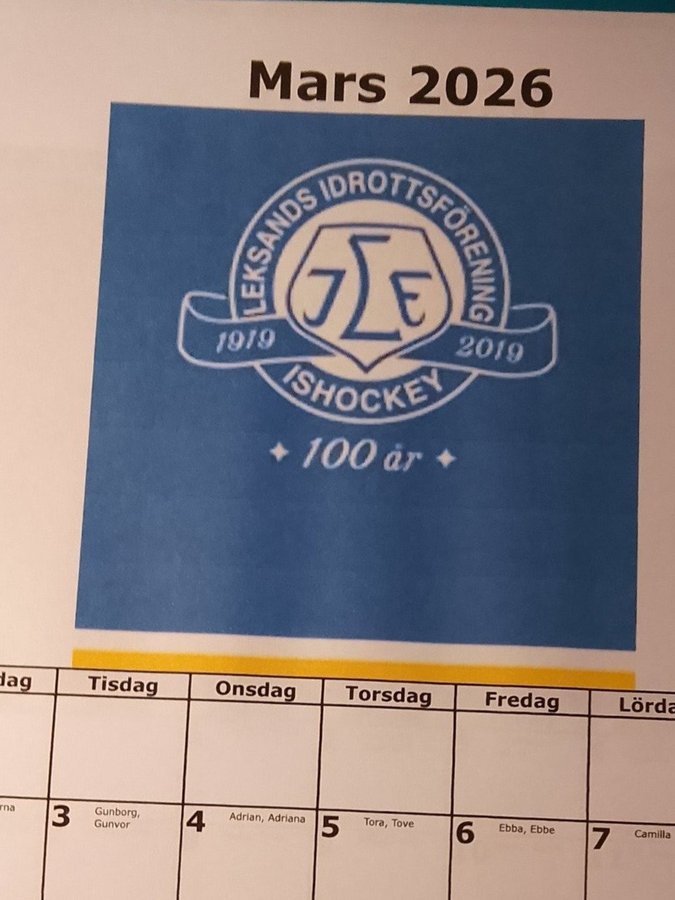 Mars 2026
LEKSANDS IDROTTSFÖRENING
ILF
1919
2019
ISHOCKEY
100 år
dag Tisdag Onsdag Torsdag Fredag Lörda
rna 3 Gunborg, 4 Adrian, Adriana 5 Tora, Tove 6 Ebba, Ebbe 7 Camilla
Gunvor